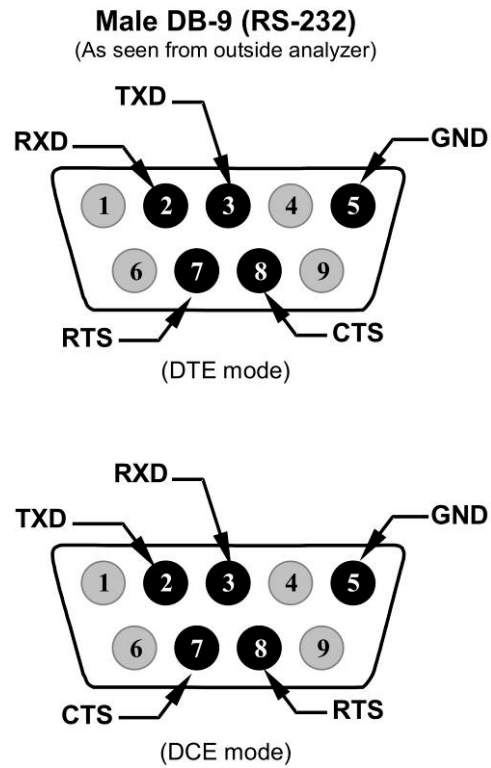 Male DB-9 (RS-232)
(As seen from outside analyzer)
TXD
RXD
GND
1 2 3 4 5
6 7 8 9
RTS
CTS
(DTE mode)
RXD
TXD
GND
1 2 3 4 5
6 7 8 9
CTS
RTS
(DCE mode)